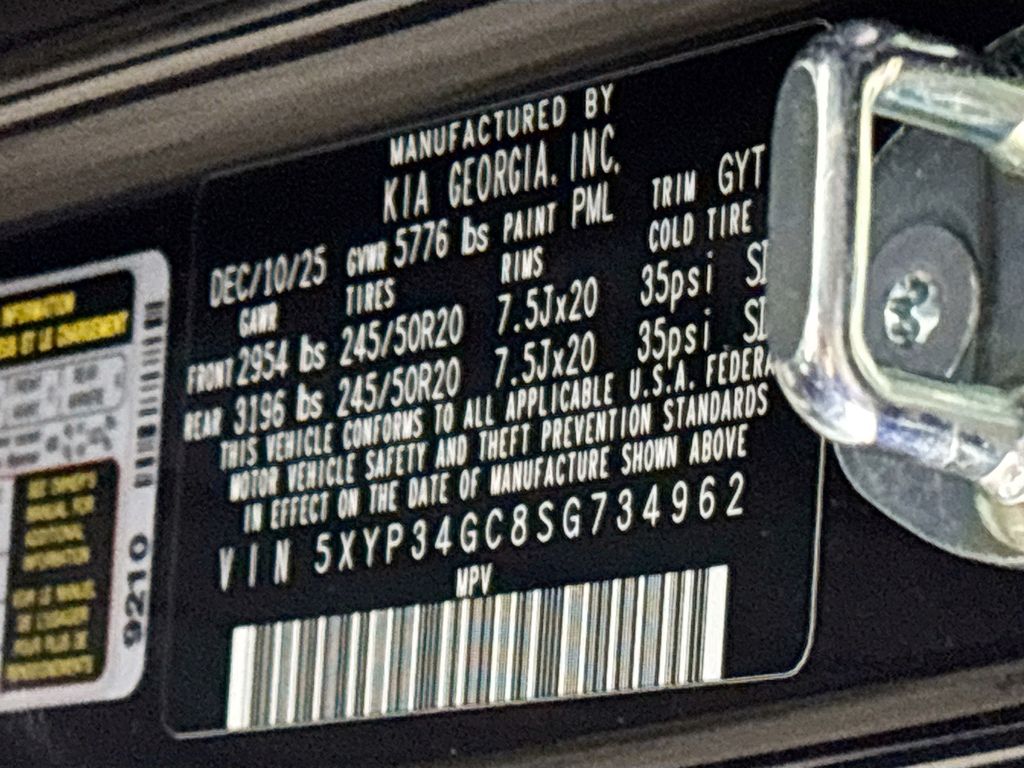 MANUFACTURED BY
KIA GEORGIA. INC.
DEC/10/25 GVWR 5776 lbs PAINT PML TRIM GYT
GAWR TIRES RIMS COLD TIRE
FRONT 2954 lbs 245/50R20 7.5Jx20 35psi
REAR 3196 lbs 245/50R20 7.5Jx20 35psi
THIS VEHICLE CONFORMS TO ALL APPLICABLE U.S.A. FEDERA
MOTOR VEHICLE SAFETY AND THEFT PREVENTION STANDARDS
IN EFFECT ON THE DATE OF MANUFACTURE SHOWN ABOVE
VIN 5XYP34GC8SG734962
MPV
INFORMATION
9210